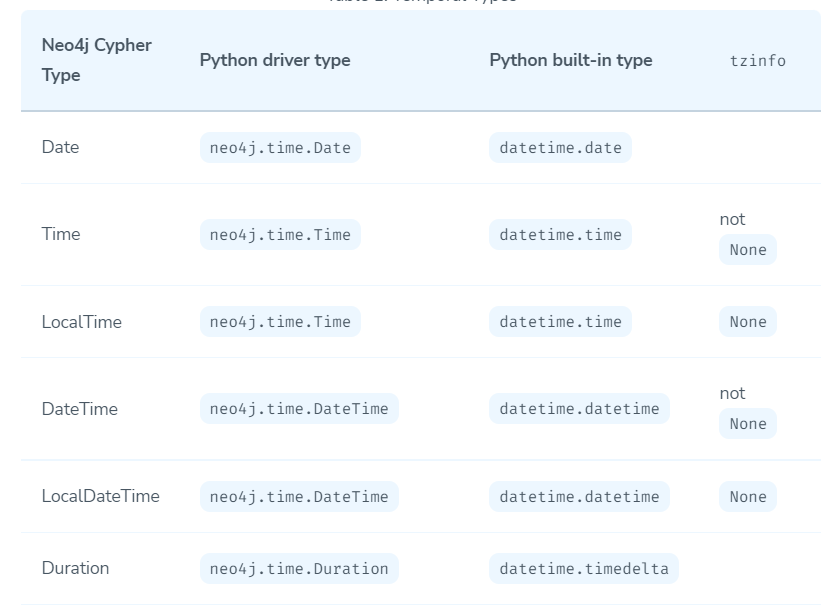 Neo4j Cypher
Type
Python driver type
Python built-in type
tzinfo
Date
neo4j.time.Date
datetime.date
Time
neo4j.time.Time
datetime.time
not
None
LocalTime
neo4j.time.Time
datetime.time
None
DateTime
neo4j.time.DateTime
datetime.datetime
not
None
LocalDateTime
neo4j.time.DateTime
datetime.datetime
None
Duration
neo4j.time.Duration
datetime.timedelta